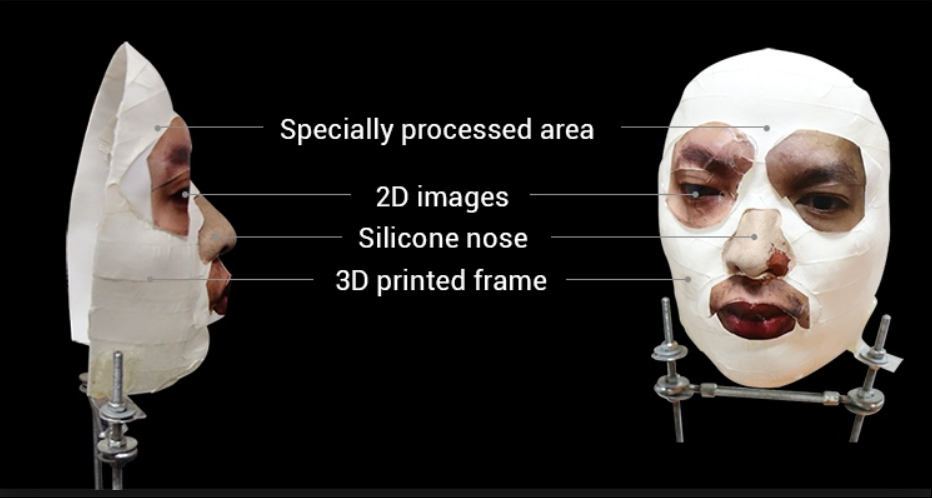 Specially processed area
2D images
Silicone nose
3D printed frame